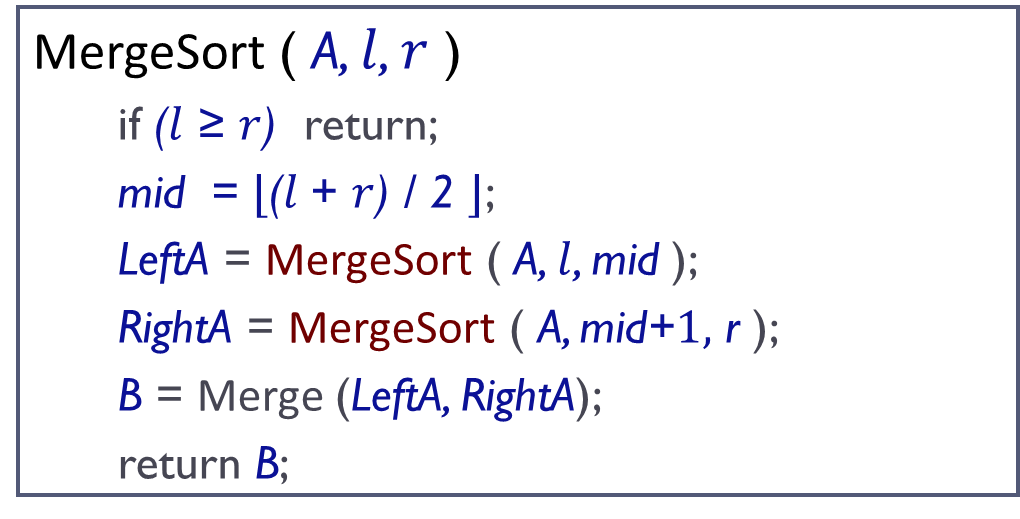 MergeSort ( A, l, r )
if (l ≥ r) return;
mid = ⌊(l + r) / 2 ⌋;
LeftA = MergeSort ( A, l, mid );
RightA = MergeSort ( A, mid+1, r );
B = Merge (LeftA, RightA);
return B;